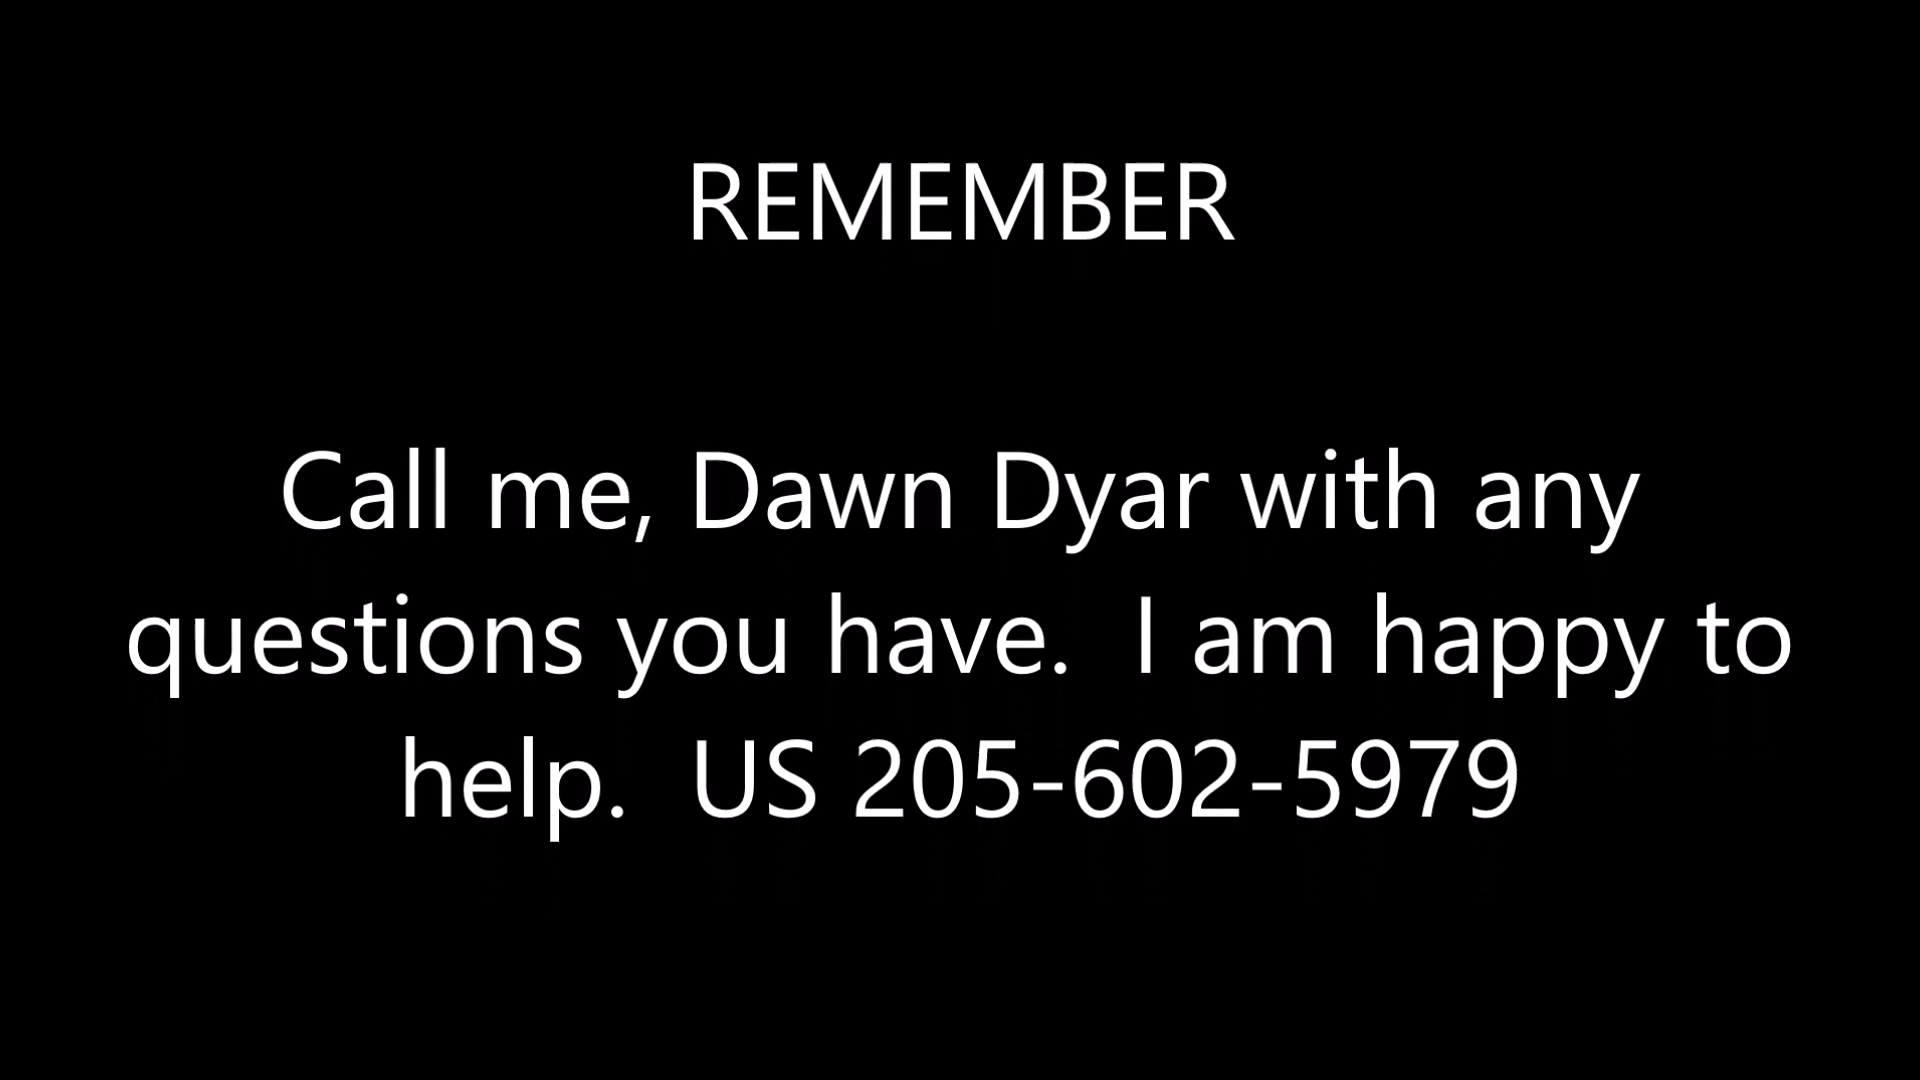 REMEMBER
Call me, Dawn Dyar with any
questions you have.  I am happy to
help.  US 205-602-5979